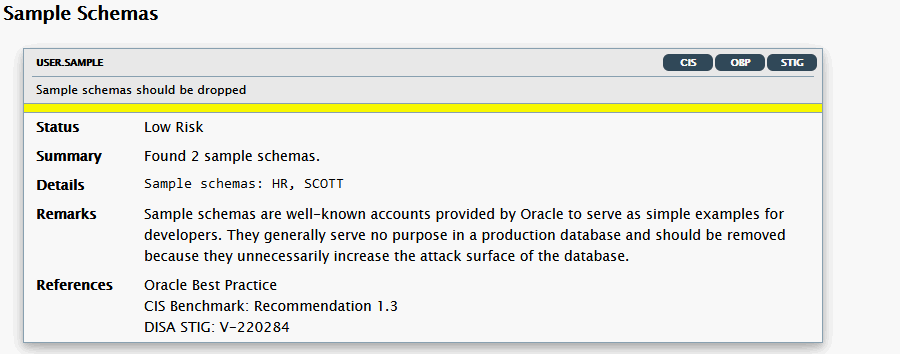 Sample Schemas
USER.SAMPLE CIS OBP STIG
Sample schemas should be dropped
Status Low Risk
Summary Found 2 sample schemas.
Details Sample schemas: HR, SCOTT
Remarks Sample schemas are well-known accounts provided by Oracle to serve as simple examples for
developers. They generally serve no purpose in a production database and should be removed
because they unnecessarily increase the attack surface of the database.
References Oracle Best Practice
CIS Benchmark: Recommendation 1.3
DISA STIG: V-220284